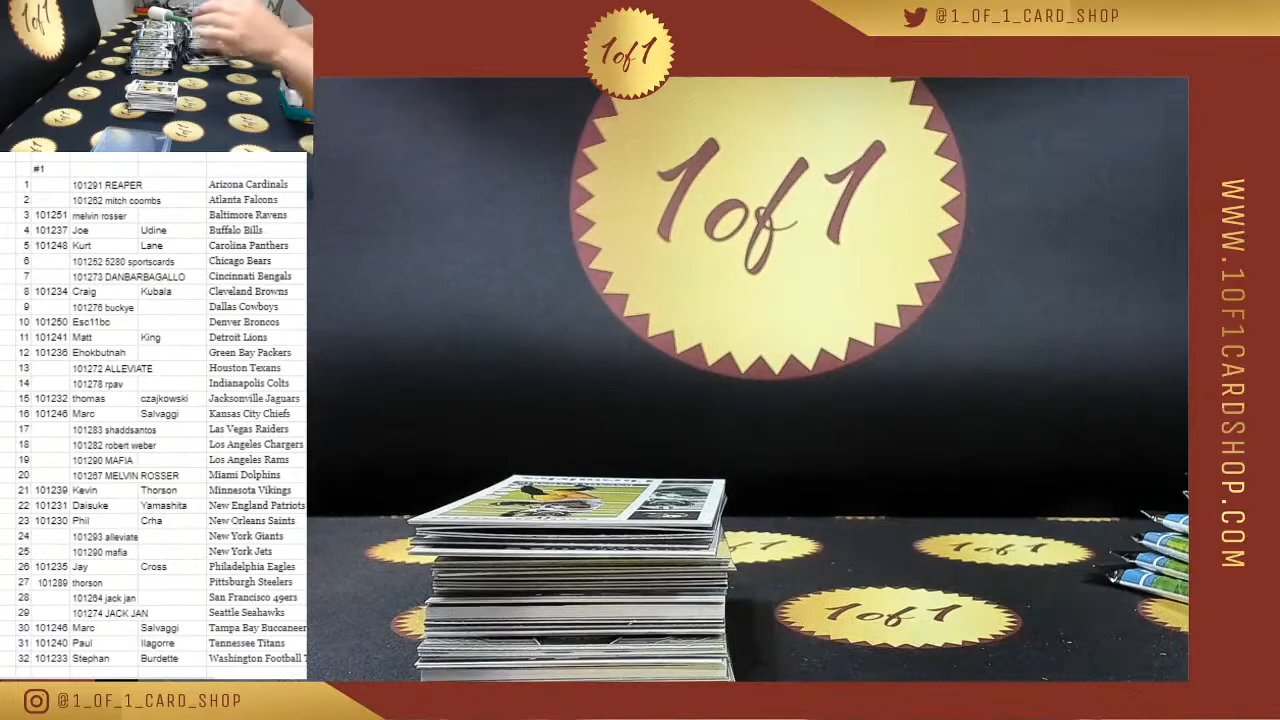 @1_OF_1_CARD_SHOP
1of1
1of1
1of1
WWW.1OF1CARDSHOP.COM
#1
1 101291 REAPER Arizona Cardinals
2 101262 mitch coombs Atlanta Falcons
3 101251 melvin rosser Baltimore Ravens
4 101237 Joe Udine Buffalo Bills
5 101248 Kurt Lane Carolina Panthers
6 101252 5280 sportscards Chicago Bears
7 101273 DANBARBAGALLO Cincinnati Bengals
8 101234 Craig Kubala Cleveland Browns
9 101276 buckye Dallas Cowboys
10 101250 Esc11bc Denver Broncos
11 101241 Matt King Detroit Lions
12 101236 Ehokbutnah Green Bay Packers
13 101272 ALLEVIATE Houston Texans
14 101278 rpav Indianapolis Colts
15 101232 thomas czajkowski Jacksonville Jaguars
16 101246 Marc Salvaggi Kansas City Chiefs
17 101283 shaddsantos Las Vegas Raiders
18 101282 robert weber Los Angeles Chargers
19 101290 MAFIA Los Angeles Rams
20 101267 MELVIN ROSSER Miami Dolphins
21 101239 Kevin Thorson Minnesota Vikings
22 101231 Daisuke Yamashita New England Patriots
23 101230 Phil Crha New Orleans Saints
24 101293 alleviate New York Giants
25 101290 mafia New York Jets
26 101235 Jay Cross Philadelphia Eagles
27 101289 thorson Pittsburgh Steelers
28 101264 jack jan San Francisco 49ers
29 101274 JACK JAN Seattle Seahawks
30 101246 Marc Salvaggi Tampa Bay Buccaneer
31 101240 Paul Ilagorre Tennessee Titans
32 101233 Stephan Burdette Washington Football T
1of1
1of1
1of1
@1_OF_1_CARD_SHOP